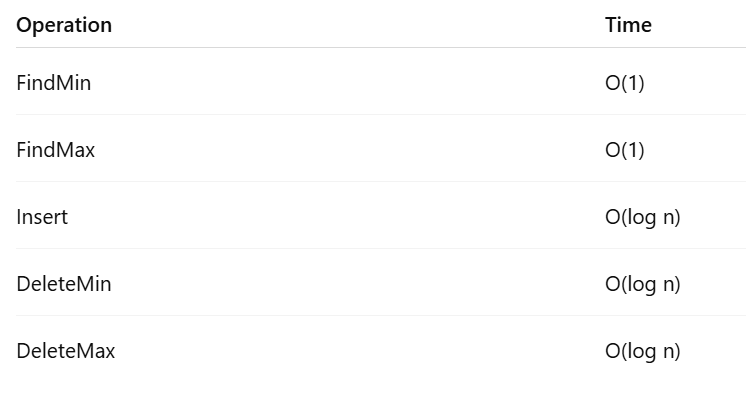 Operation Time
FindMin O(1)
FindMax O(1)
Insert O(log n)
DeleteMin O(log n)
DeleteMax O(log n)